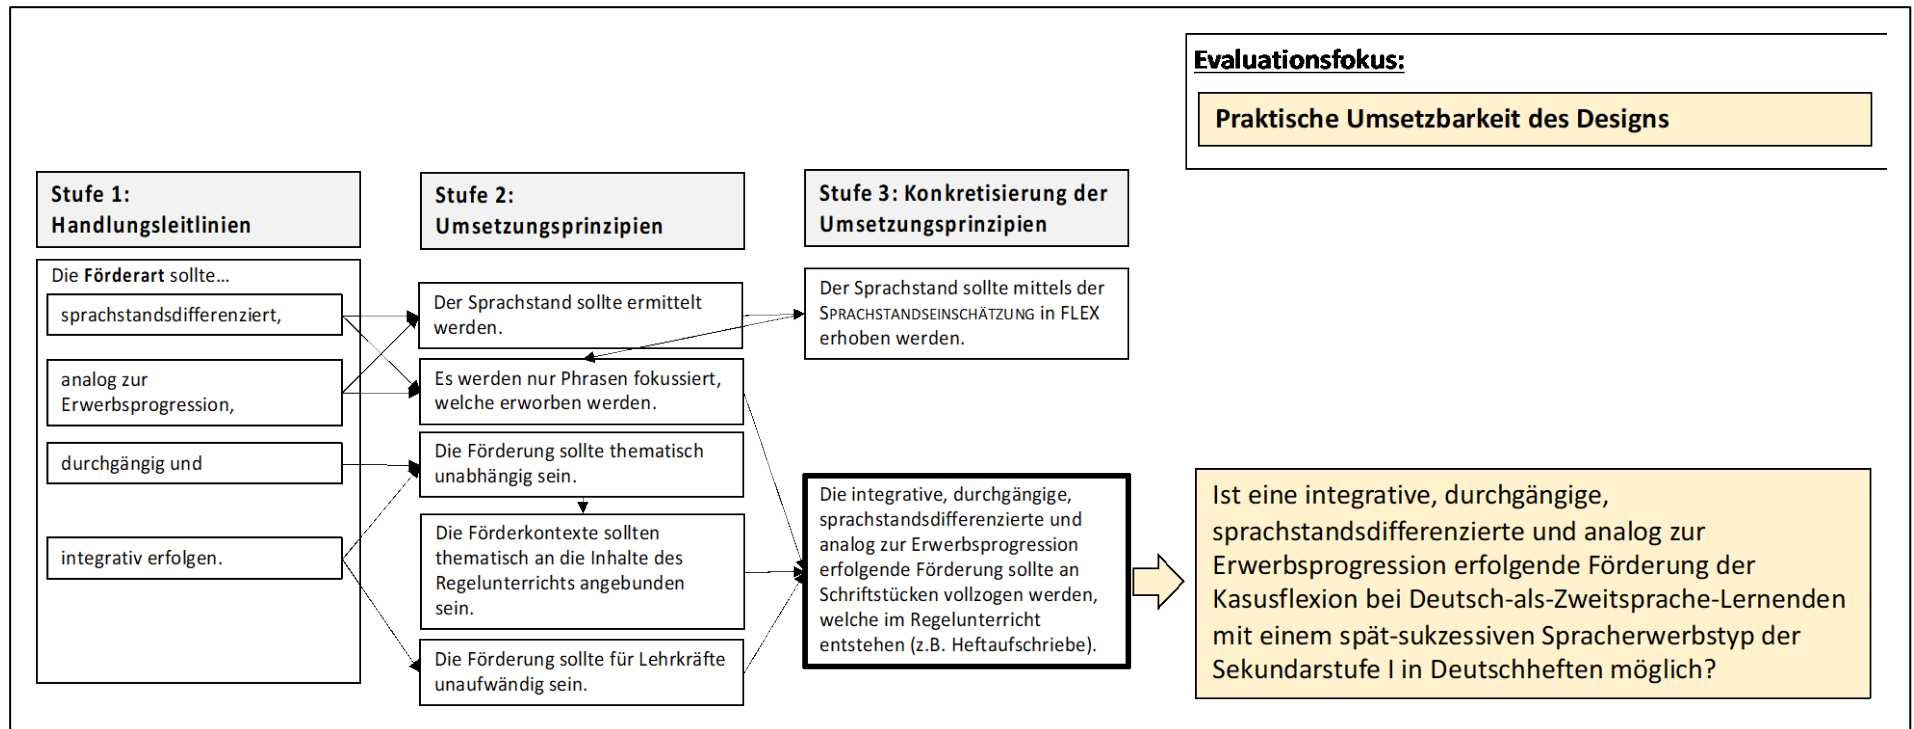 Evaluationsfokus:
Praktische Umsetzbarkeit des Designs
Stufe 1:
Handlungsleitlinien
Die Förderart sollte...
sprachstandsdifferenziert,
analog zur
Erwerbsprogression,
durchgängig und
integrativ erfolgen.
Stufe 2:
Umsetzungsprinzipien
Der Sprachstand sollte ermittelt
werden.
Es werden nur Phrasen fokussiert,
welche erworben werden.
Die Förderung sollte thematisch
unabhängig sein.
Die Förderkontexte sollten
thematisch an die Inhalte des
Regelunterrichts angebunden
sein.
Die Förderung sollte für Lehrkräfte
unaufwändig sein.
Stufe 3: Konkretisierung der
Umsetzungsprinzipien
Der Sprachstand sollte mittels der
SPRACHSTANDSEINSCHÄTZUNG in FLEX
erhoben werden.
Die integrative, durchgängige,
sprachstandsdifferenzierte und
analog zur Erwerbsprogression
erfolgende Förderung sollte an
Schriftstücken vollzogen werden,
welche im Regelunterricht
entstehen (z.B. Heftaufschriebe).
Ist eine integrative, durchgängige,
sprachstandsdifferenzierte und analog zur
Erwerbsprogression erfolgende Förderung der
Kasusflexion bei Deutsch-als-Zweitsprache-Lernenden
mit einem spät-sukzessiven Spracherwerbstyp der
Sekundarstufe I in Deutschheften möglich?